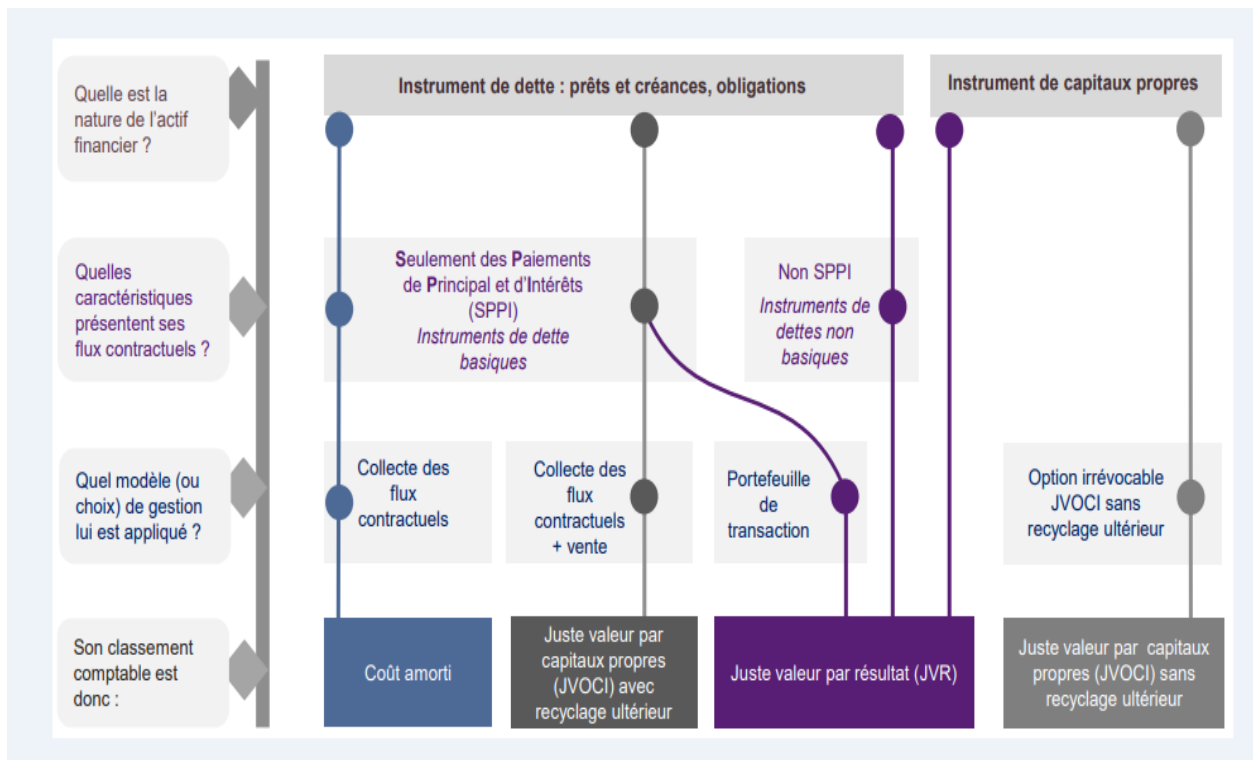 Quelle est la
nature de l'actif
financier ?
Instrument de dette : prêts et créances, obligations
Instrument de capitaux propres
Quelles
caractéristiques
présentent ses
flux contractuels ?
Seulement des Paiements
de Principal et d'Intérêts
(SPPI)
Instruments de dette
basiques
Non SPPI
Instruments de
dettes non
basiques
Quel modèle (ou
choix) de gestion
lui est appliqué ?
Collecte des
flux
contractuels
Collecte des
flux
contractuels
+ vente
Portefeuille
de
transaction
Option irrévocable
JVOCI sans
recyclage ultérieur
Son classement
comptable est
donc :
Coût amorti
Juste valeur par
capitaux propres
(JVOCI) avec
recyclage ultérieur
Juste valeur par résultat (JVR)
Juste valeur par capitaux
propres (JVOCI) sans
recyclage ultérieur